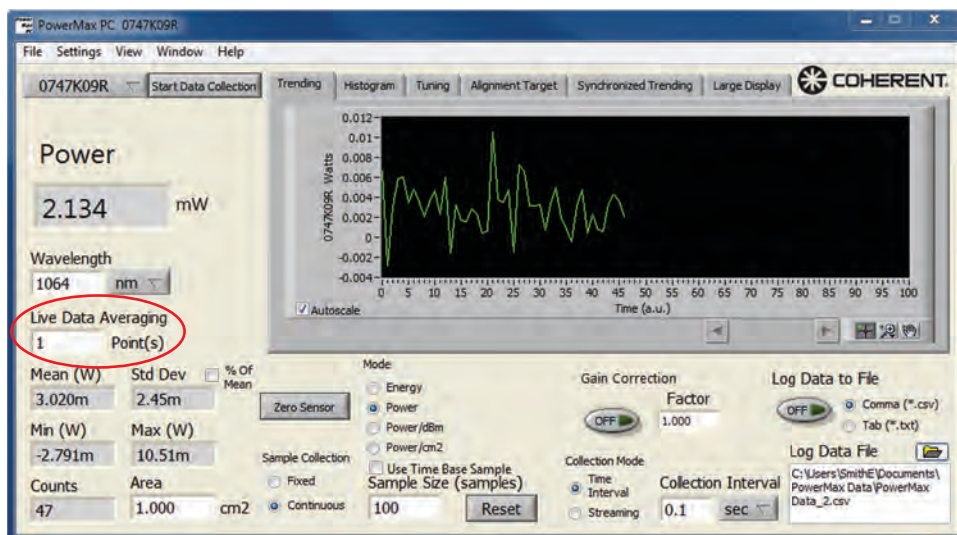 PowerMax PC 0747K09R
File Settings View Window Help
0747K09R Start Data Collection Trending Histogram Tuning Alignment Target Synchronized Trending Large Display COHERENT.
Power
2.134 mW
Wavelength
1064 nm
Live Data Averaging
1 Point(s)
0747K09R Watts
0.012
0.01
0.008
0.006
0.004
0.002
0
-0.002
-0.004
0 5 10 15 20 25 30 35 40 45 50 55 60 65 70 75 80 85 90 95 100
Autoscale Time (a.u.)
Mean (W) Std Dev % Of Mean
3.020m 2.45m
Min (W) Max (W)
-2.791m 10.51m
Counts Area
47 1.000 cm2
Zero Sensor
Sample Collection
Fixed
Continuous
Mode
Energy
Power
Power/dBm
Power/cm2
Use Time Base Sample
Sample Size (samples)
100 Reset
Gain Correction
Factor
OFF 1.000
Collection Mode
Time Interval
Streaming
Collection Interval
0.1 sec
Log Data to File
OFF Comma (*.csv)
Tab (*.txt)
Log Data File
C:\Users\SmithE\Documents\
PowerMax Data\PowerMax
Data_2.csv